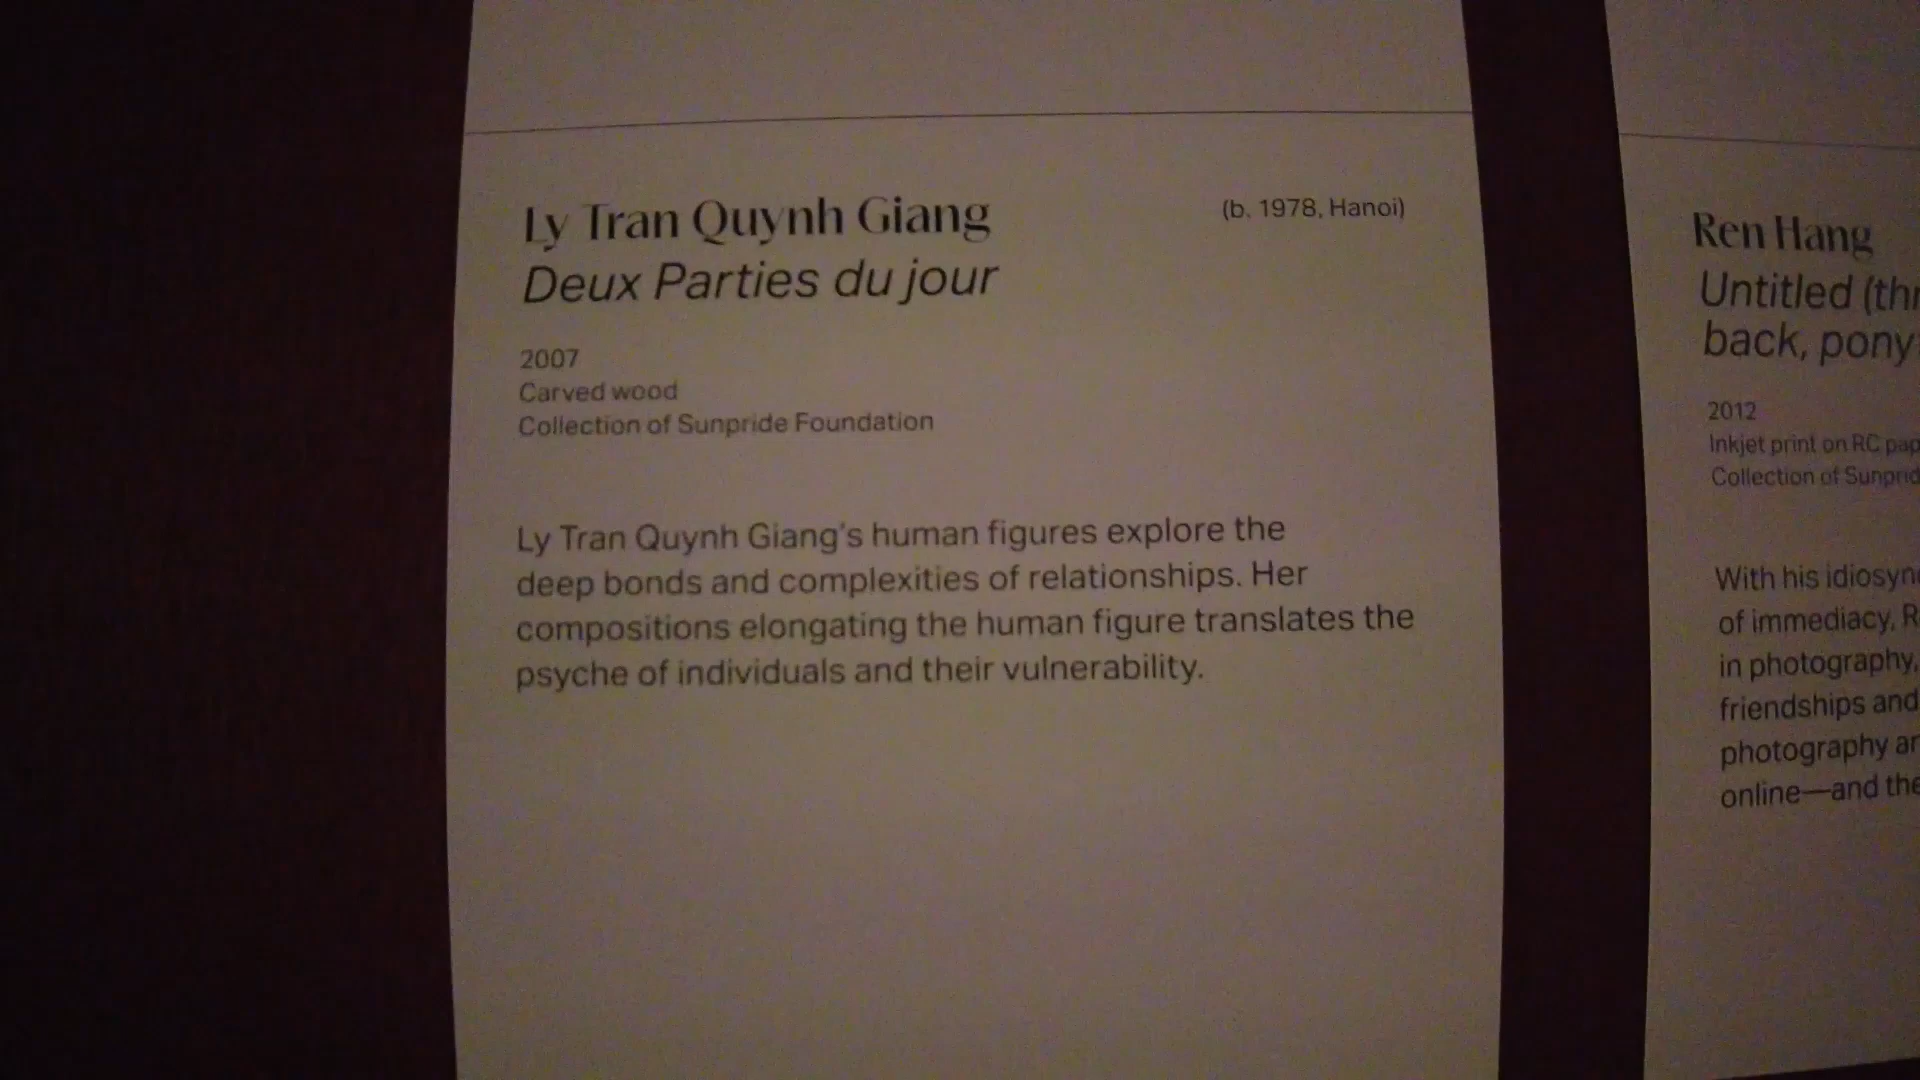 Ly Tran Quynh Giang
(b. 1978, Hanoi)
Deux Parties du jour
2007
Carved wood
Collection of Sunpride Foundation
Ly Tran Quynh Giang's human figures explore the
deep bonds and complexities of relationships. Her
compositions elongating the human figure translates the
psyche of individuals and their vulnerability.
Ren Hang
Untitled
back, pony
2012
Inkjet print on RC
Collection of
With his
of immediacy,
in photography,
friendships and
photography
online—and